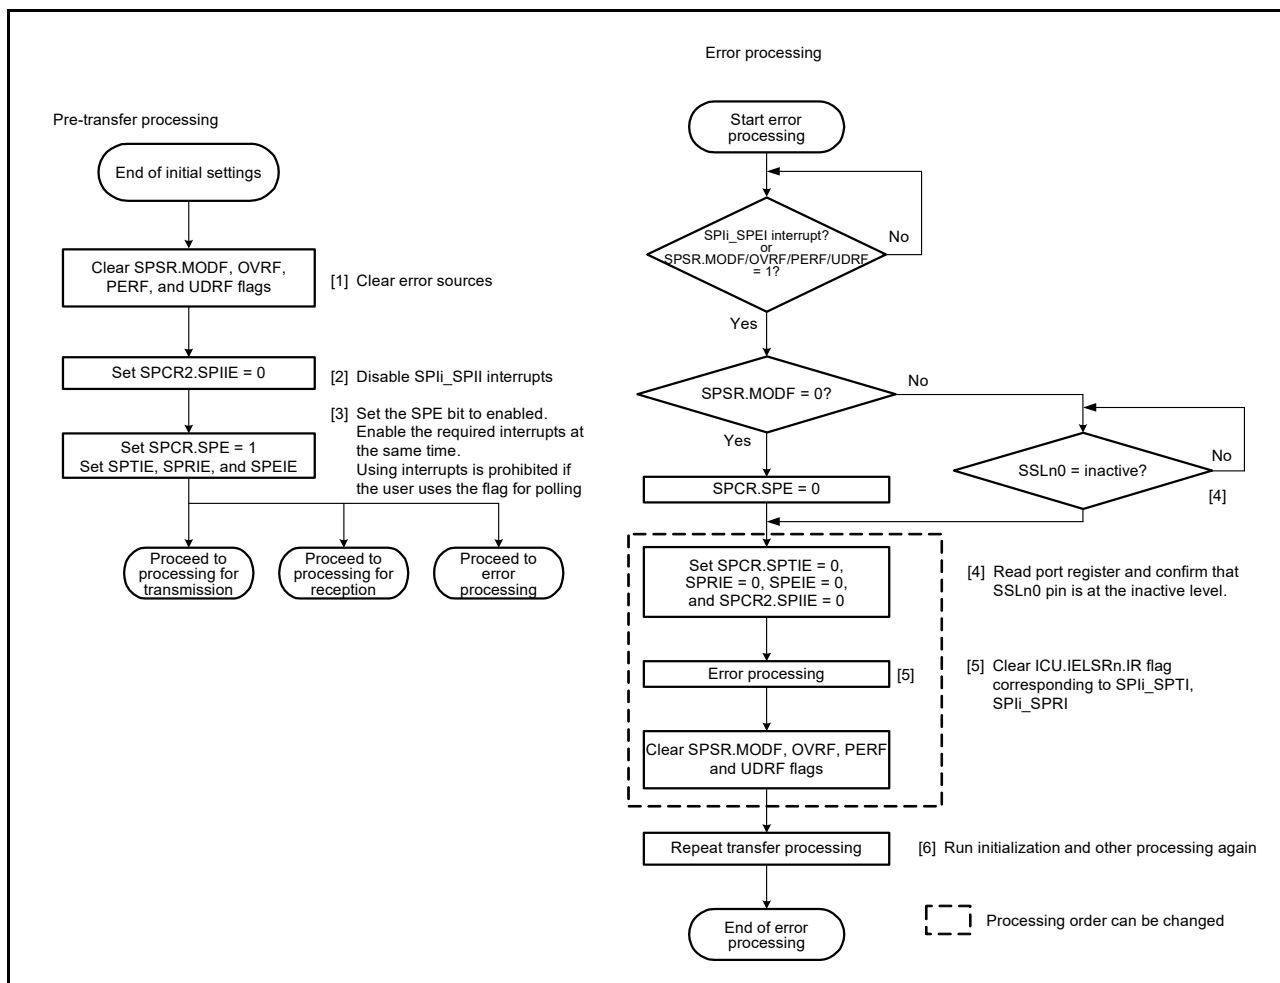 Pre-transfer processing
End of initial settings
Clear SPSR.MODF, OVRF,
PERF, and UDRF flags
[1] Clear error sources
Set SPCR2.SPIIE = 0
[2] Disable SPIi_SPII interrupts
Set SPCR.SPE = 1
Set SPTIE, SPRIE, and SPEIE
[3] Set the SPE bit to enabled.
Enable the required interrupts at
the same time.
Using interrupts is prohibited if
the user uses the flag for polling
Proceed to
processing for
transmission
Proceed to
processing for
reception
Proceed to
error
processing
Error processing
Start error
processing
SPIi_SPEI interrupt?
or
SPSR.MODF/OVRF/PERF/UDRF
= 1?
No
Yes
SPSR.MODF = 0?
No
Yes
SSLn0 = inactive?
No
[4]
SPCR.SPE = 0
Set SPCR.SPTIE = 0,
SPRIE = 0, SPEIE = 0,
and SPCR2.SPIIE = 0
[4] Read port register and confirm that
SSLn0 pin is at the inactive level.
Error processing
[5]
[5] Clear ICU.IELSRn.IR flag
corresponding to SPIi_SPTI,
SPIi_SPRI
Clear SPSR.MODF, OVRF, PERF
and UDRF flags
Repeat transfer processing
[6] Run initialization and other processing again
End of error
processing
Processing order can be changed